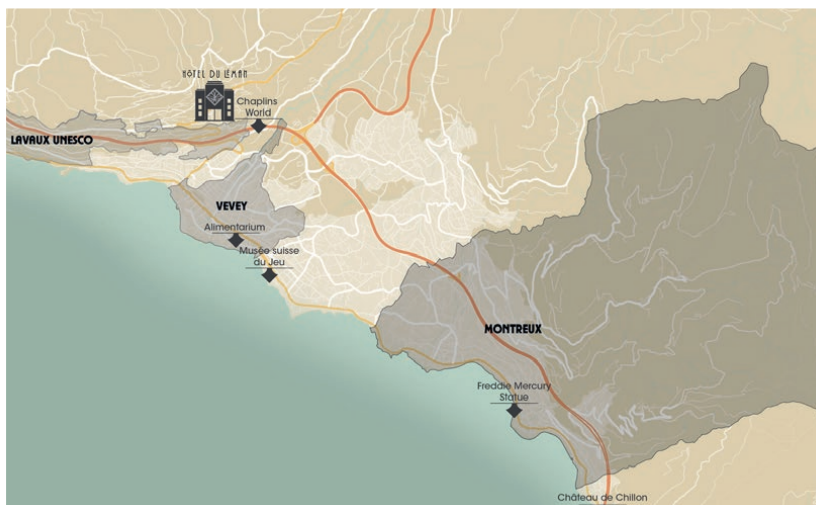 HÔTEL DU LÉMAN
Chaplins
World
LAVAUX UNESCO
VEVEY
Alimentarium
Musée suisse
du Jeu
MONTREUX
Freddie Mercury
Statue
Château de Chillon